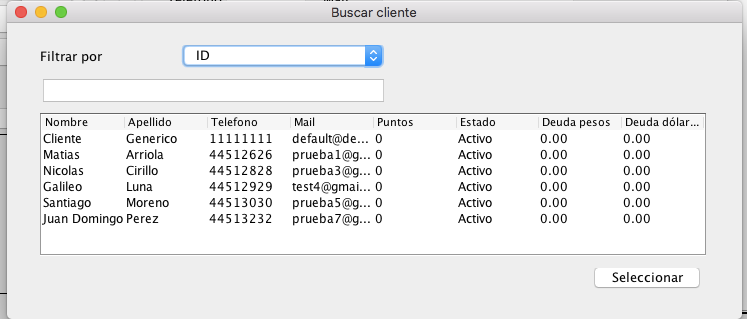 Buscar cliente
Filtrar por ID
Nombre Apellido Telefono Mail Puntos Estado Deuda pesos Deuda dólar...
Cliente Generico 11111111 default@de... 0 Activo 0.00 0.00
Matias Arriola 44512626 prueba1@g... 0 Activo 0.00 0.00
Nicolas Cirillo 44512828 prueba3@g... 0 Activo 0.00 0.00
Galileo Luna 44512929 test4@gmai... 0 Activo 0.00 0.00
Santiago Moreno 44513030 prueba5@g... 0 Activo 0.00 0.00
Juan Domingo Perez 44513232 prueba7@g... 0 Activo 0.00 0.00
Seleccionar